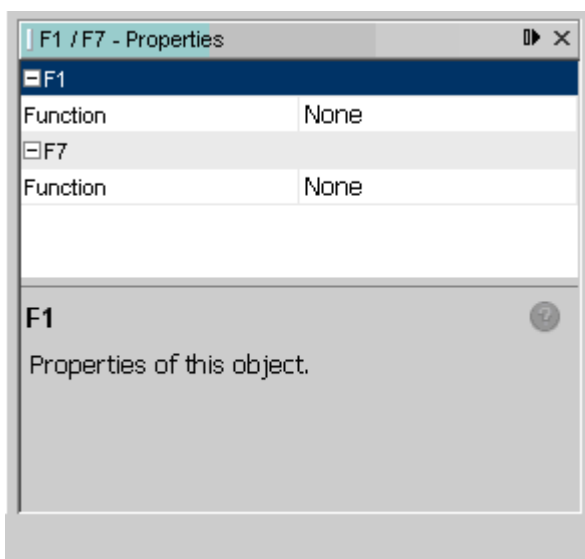 F1 / F7 - Properties
F1
Function None
F7
Function None
F1
Properties of this object.